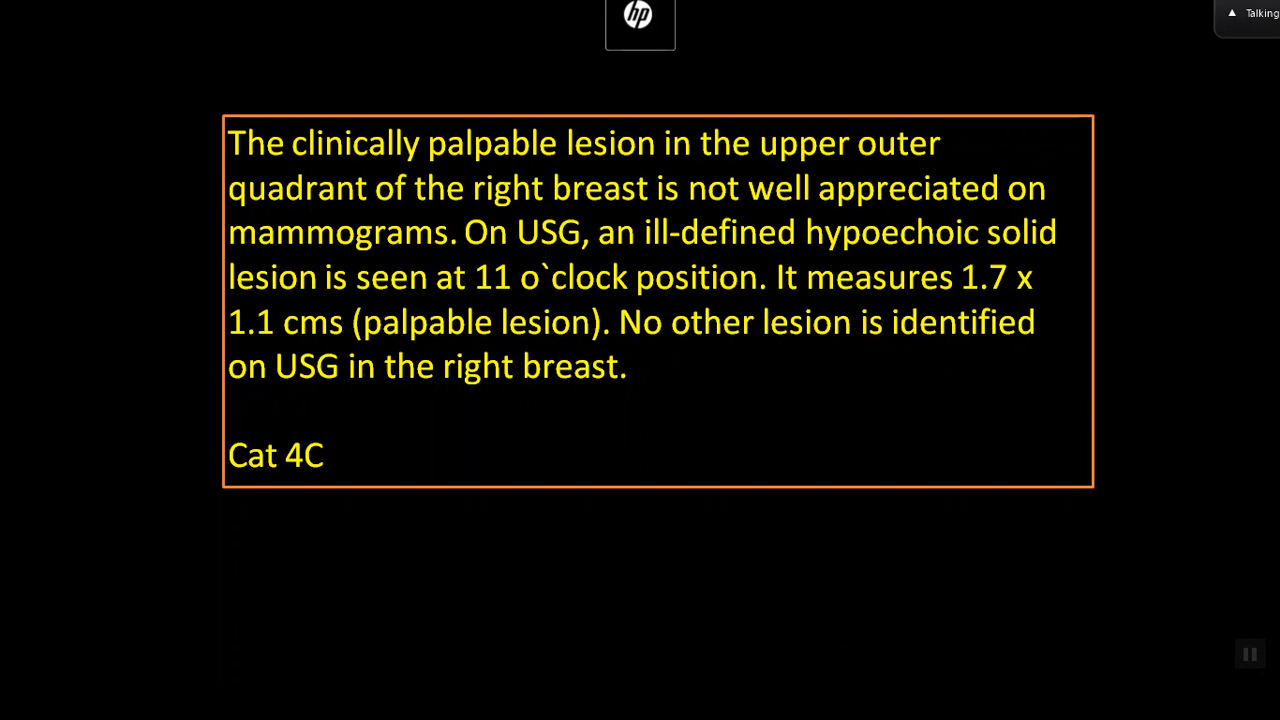 hp
Talking
The clinically palpable lesion in the upper outer
quadrant of the right breast is not well appreciated on
mammograms. On USG, an ill-defined hypoechoic solid
lesion is seen at 11 o`clock position. It measures 1.7 x
1.1 cms (palpable lesion). No other lesion is identified
on USG in the right breast.
Cat 4C